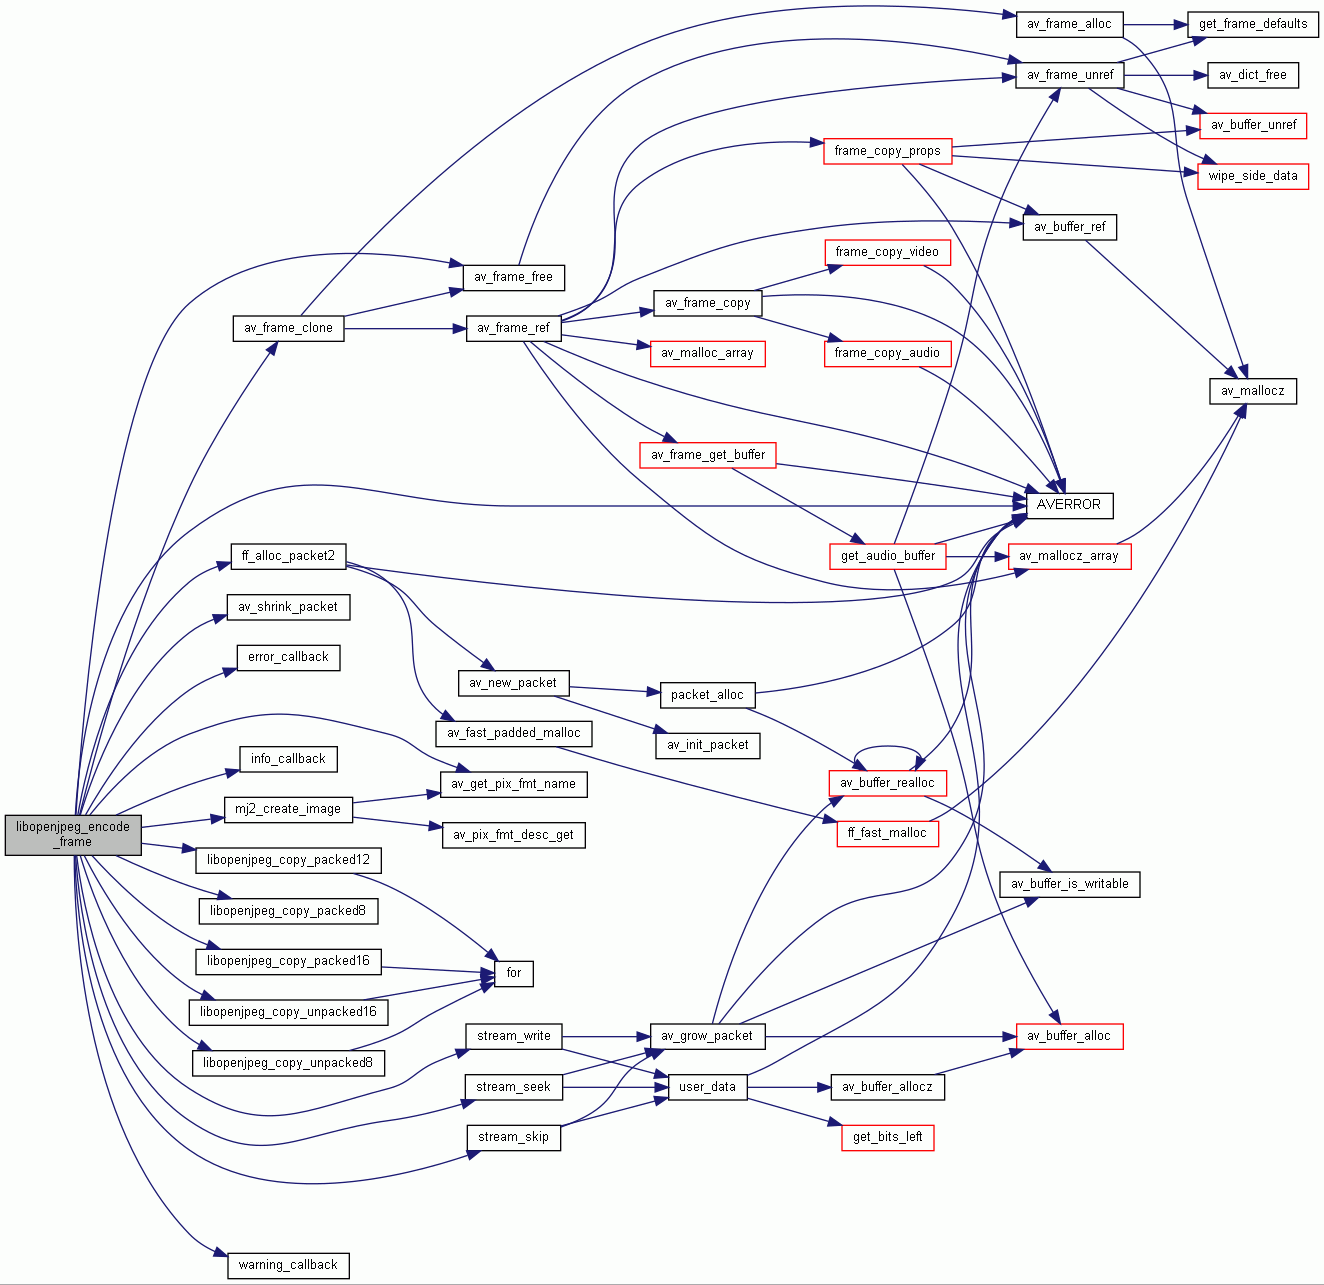 av_frame_alloc
get_frame_defaults
av_frame_unref
av_dict_free
av_buffer_unref
frame_copy_props
wipe_side_data
av_buffer_ref
frame_copy_video
av_frame_free
av_frame_copy
av_frame_clone
av_frame_ref
av_malloc_array
frame_copy_audio
av_mallocz
av_frame_get_buffer
AVERROR
ff_alloc_packet2
get_audio_buffer
av_mallocz_array
av_shrink_packet
error_callback
av_new_packet
packet_alloc
av_fast_padded_malloc
av_init_packet
info_callback
av_get_pix_fmt_name
av_buffer_realloc
mj2_create_image
libopenjpeg_encode
_frame
av_pix_fmt_desc_get
ff_fast_malloc
libopenjpeg_copy_packed12
av_buffer_is_writable
libopenjpeg_copy_packed8
libopenjpeg_copy_packed16
for
libopenjpeg_copy_unpacked16
stream_write
av_grow_packet
av_buffer_alloc
libopenjpeg_copy_unpacked8
stream_seek
user_data
av_buffer_allocz
stream_skip
get_bits_left
warning_callback